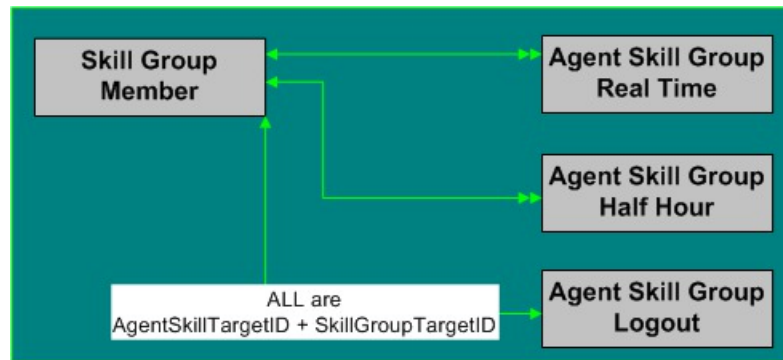 Skill Group
Member
Agent Skill Group
Real Time
Agent Skill Group
Half Hour
ALL are
AgentSkillTargetID + SkillGroupTargetID
Agent Skill Group
Logout